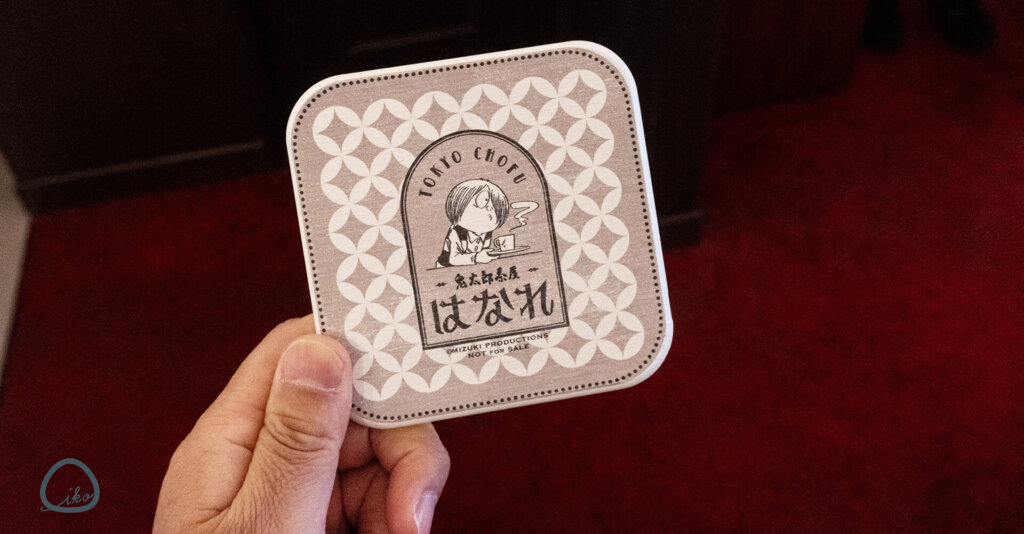 TOKYO CHOFU
鬼太郎茶屋
はなれ
©MIZUKI PRODUCTIONS
NOT FOR SALE
iko